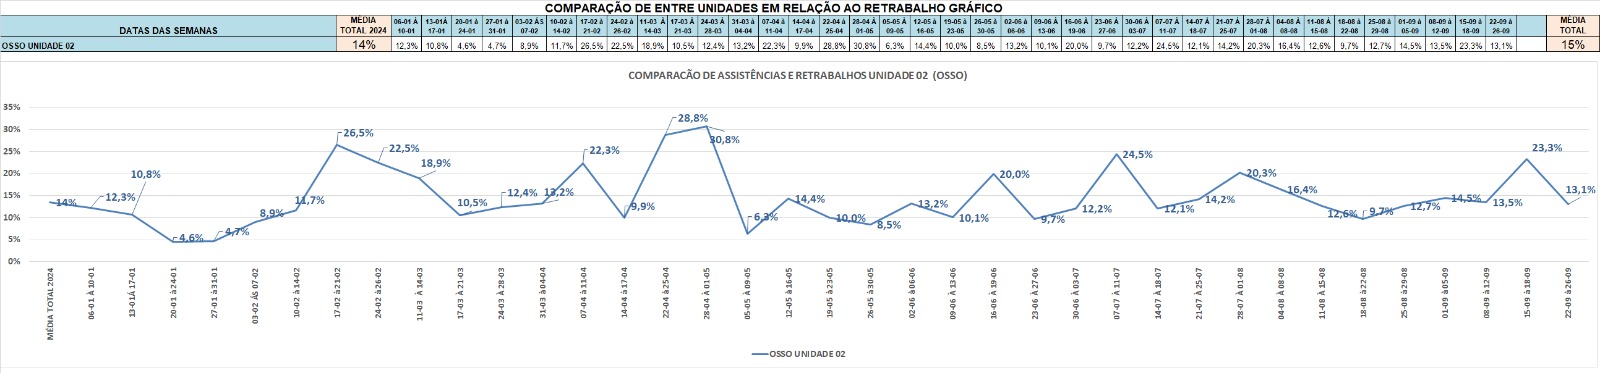 COMPARAÇÃO DE ENTRE UNIDADES EM RELAÇÃO AO RETRABALHO GRÁFICO
DATAS DAS SEMANAS MÉDIA TOTAL 2024 06-01 À 10-01 13-01À 17-01 20-01 à 24-01 27-01 à 31-01 03-02 ÀS 07-02 10-02 à 14-02 17-02 à 21-02 24-02 à 26-02 11-03 À 14-03 17-03 À 21-03 24-03 À 28-03 31-03 À 04-04 07-04 à 11-04 14-04 à 17-04 22-04 à 25-04 28-04 À 01-05 05-05 À 09-05 12-05 À 16-05 19-05 à 23-05 26-05 à 30-05 02-06 à 06-06 09-06 À 13-06 16-06 À 19-06 23-06 À 27-06 30-06 À 03-07 07-07 À 11-07 14-07 à 18-07 21-07 à 25-07 28-07 À 01-08 04-08 À 08-08 11-08 À 15-08 18-08 à 22-08 25-08 à 29-08 01-09 à 05-09 08-09 à 12-09 15-09 à 18-09 22-09 à 26-09 MÉDIA TOTAL
OSSO UNIDADE 02 14% 12,3% 10,8% 4,6% 4,7% 8,9% 11,7% 26,5% 22,5% 18,9% 10,5% 12,4% 13,2% 22,3% 9,9% 28,8% 30,8% 6,3% 14,4% 10,0% 8,5% 13,2% 10,1% 20,0% 9,7% 12,2% 24,5% 12,1% 14,2% 20,3% 16,4% 12,6% 9,7% 12,7% 14,5% 13,5% 23,3% 13,1% 15%
COMPARAÇÃO DE ASSISTÊNCIAS E RETRABALHOS UNIDADE 02 (OSSO)
35%
30%
25%
20%
15%
10%
5%
0%
14% 12,3% 10,8% 4,6% 4,7% 8,9% 11,7% 26,5% 22,5% 18,9% 10,5% 12,4% 13,2% 22,3% 9,9% 28,8% 30,8% 6,3% 14,4% 10,0% 8,5% 13,2% 10,1% 20,0% 9,7% 12,2% 24,5% 12,1% 14,2% 20,3% 16,4% 12,6% 9,7% 12,7% 14,5% 13,5% 23,3% 13,1%
MÉDIA TOTAL 2024
06-01 À 10-01
13-01À 17-01
20-01 à 24-01
27-01 à 31-01
03-02 ÀS 07-02
10-02 à 14-02
17-02 à 21-02
24-02 à 26-02
11-03 À 14-03
17-03 À 21-03
24-03 À 28-03
31-03 À 04-04
07-04 à 11-04
14-04 à 17-04
22-04 à 25-04
28-04 À 01-05
05-05 À 09-05
12-05 À 16-05
19-05 à 23-05
26-05 à 30-05
02-06 à 06-06
09-06 À 13-06
16-06 À 19-06
23-06 À 27-06
30-06 À 03-07
07-07 À 11-07
14-07 à 18-07
21-07 à 25-07
28-07 À 01-08
04-08 À 08-08
11-08 À 15-08
18-08 à 22-08
25-08 à 29-08
01-09 à 05-09
08-09 à 12-09
15-09 à 18-09
22-09 à 26-09
OSSO UNIDADE 02